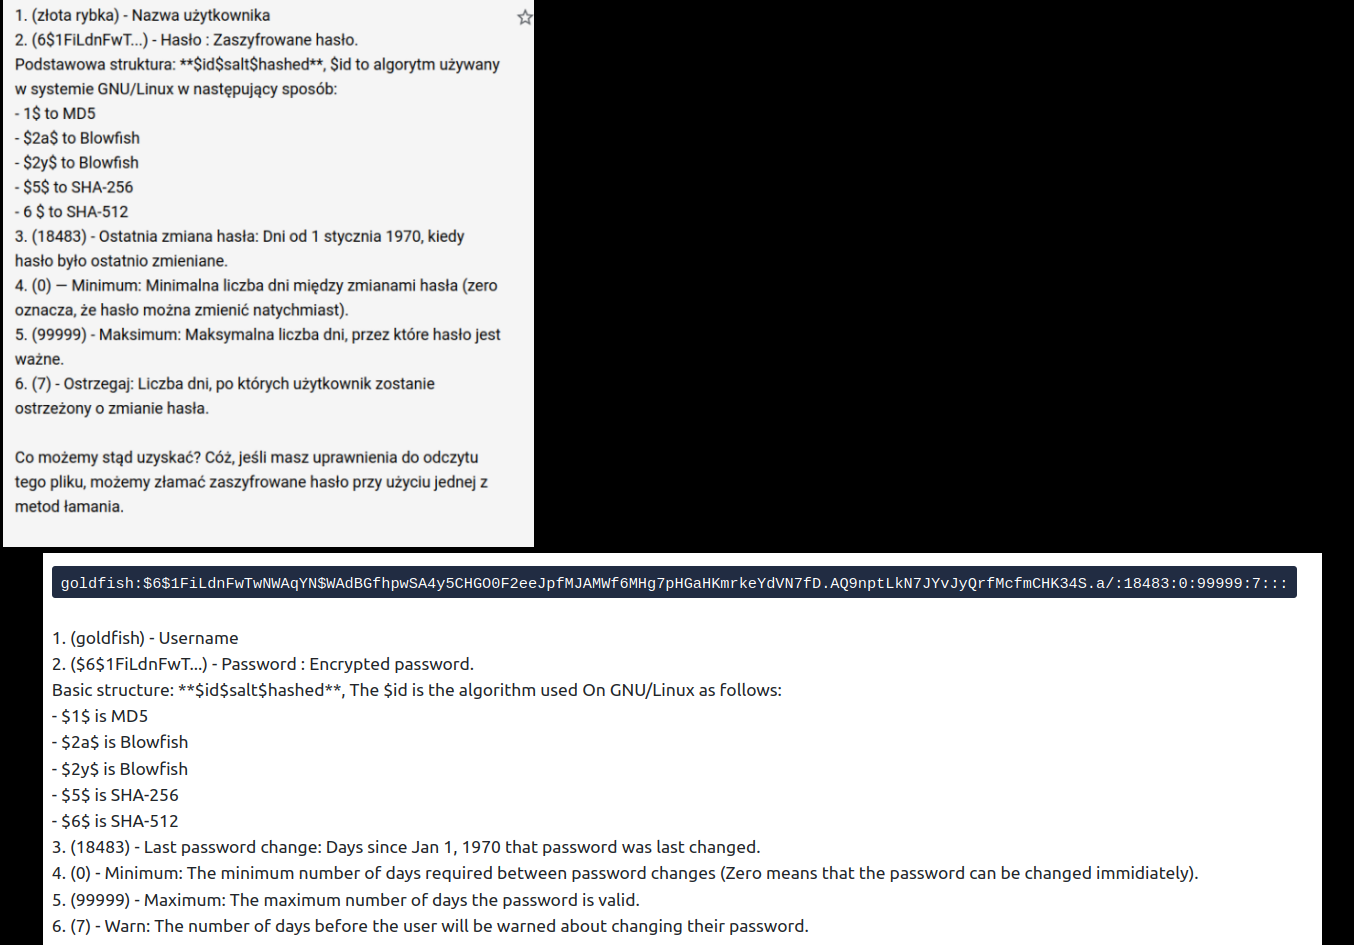 1. (złota rybka) - Nazwa użytkownika
2. (6$1FiLdnFwT...) - Hasło : Zaszyfrowane hasło.
Podstawowa struktura: **$id$salt$hashed**, $id to algorytm używany
w systemie GNU/Linux w następujący sposób:
- 1$ to MD5
- $2a$ to Blowfish
- $2y$ to Blowfish
- $5$ to SHA-256
- 6 $ to SHA-512
3. (18483) - Ostatnia zmiana hasła: Dni od 1 stycznia 1970, kiedy
hasło było ostatnio zmieniane.
4. (0) — Minimum: Minimalna liczba dni między zmianami hasła (zero
oznacza, że hasło można zmienić natychmiast).
5. (99999) - Maksimum: Maksymalna liczba dni, przez które hasło jest
ważne.
6. (7) - Ostrzegaj: Liczba dni, po których użytkownik zostanie
ostrzeżony o zmianie hasła.
Co możemy stąd uzyskać? Cóż, jeśli masz uprawnienia do odczytu
tego pliku, możemy złamać zaszyfrowane hasło przy użyciu jednej z
metod łamania.
goldfish:$6$1FiLdnFwTwNWAqYN$WAdBGfhpwSA4y5CHGO0F2eeJpfMJAMWf6MHg7pHGaHKmrkeYdVN7fD.AQ9nptLkN7JYvJyQrfMcfmCHK34S.a/:18483:0:99999:7:::
1. (goldfish) - Username
2. ($6$1FiLdnFwT...) - Password : Encrypted password.
Basic structure: **$id$salt$hashed**, The $id is the algorithm used On GNU/Linux as follows:
- $1$ is MD5
- $2a$ is Blowfish
- $2y$ is Blowfish
- $5$ is SHA-256
- $6$ is SHA-512
3. (18483) - Last password change: Days since Jan 1, 1970 that password was last changed.
4. (0) - Minimum: The minimum number of days required between password changes (Zero means that the password can be changed immidiately).
5. (99999) - Maximum: The maximum number of days the password is valid.
6. (7) - Warn: The number of days before the user will be warned about changing their password.